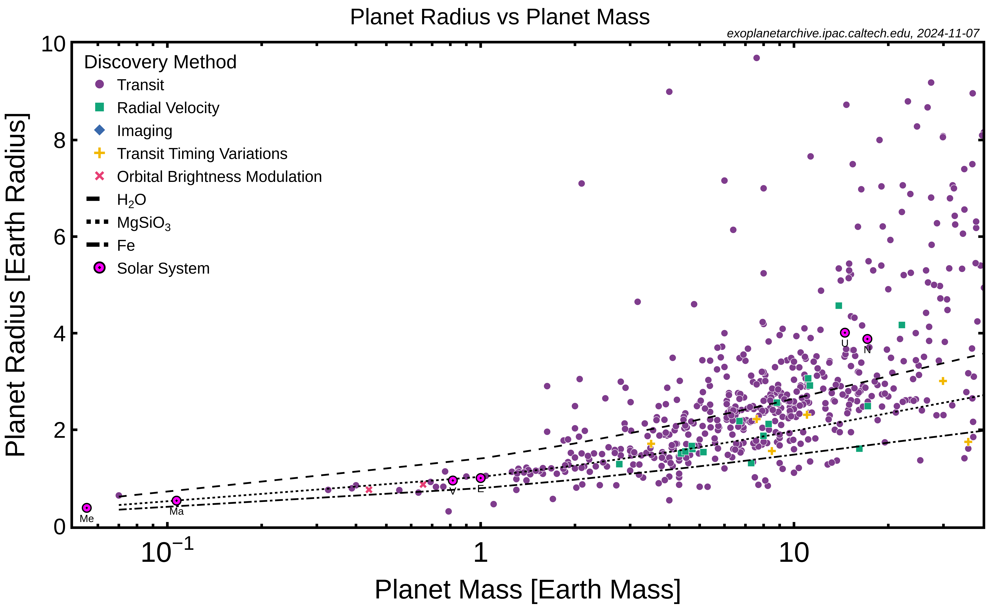 Planet Radius vs Planet Mass
exoplanetarchive.ipac.caltech.edu, 2024-11-07
Planet Radius [Earth Radius]
10
8
6
4
2
0
Discovery Method
Transit
Radial Velocity
Imaging
Transit Timing Variations
Orbital Brightness Modulation
H₂O
MgSiO₃
Fe
Solar System
U
N
V
E
Ma
Me
10⁻¹
1
10
Planet Mass [Earth Mass]